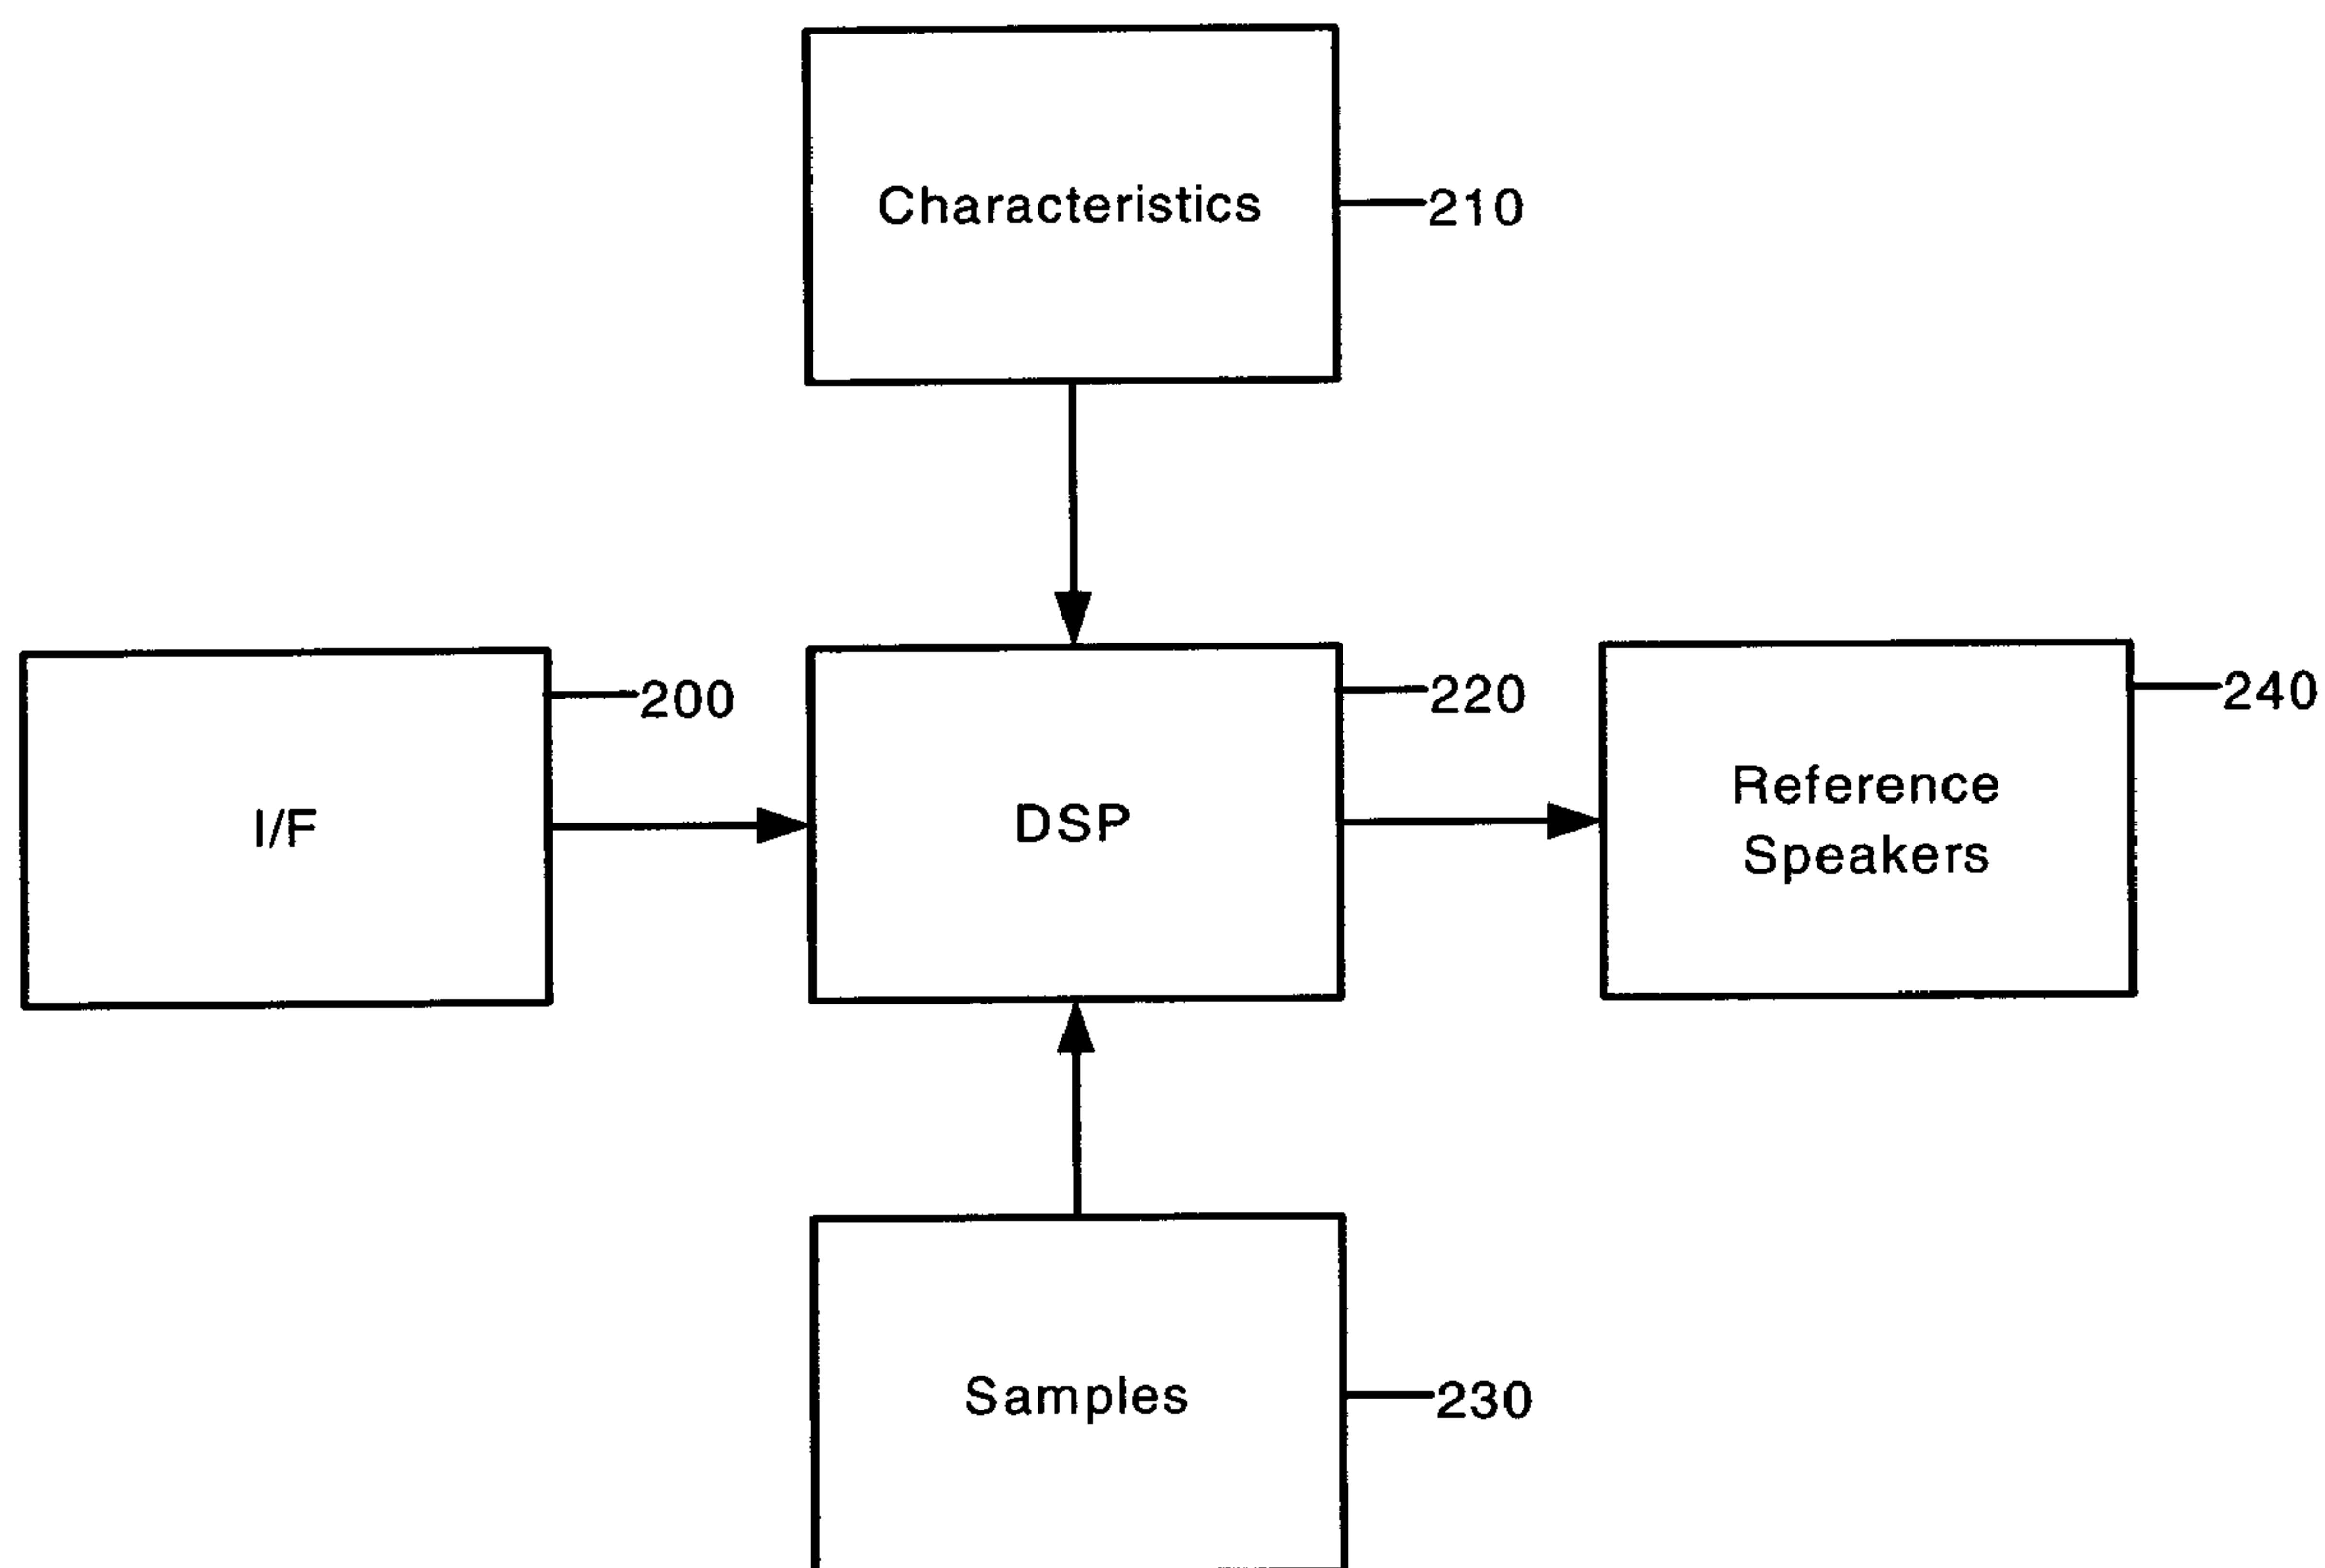 Characteristics
210
200
220
240
I/F
DSP
Reference
Speakers
Samples
230